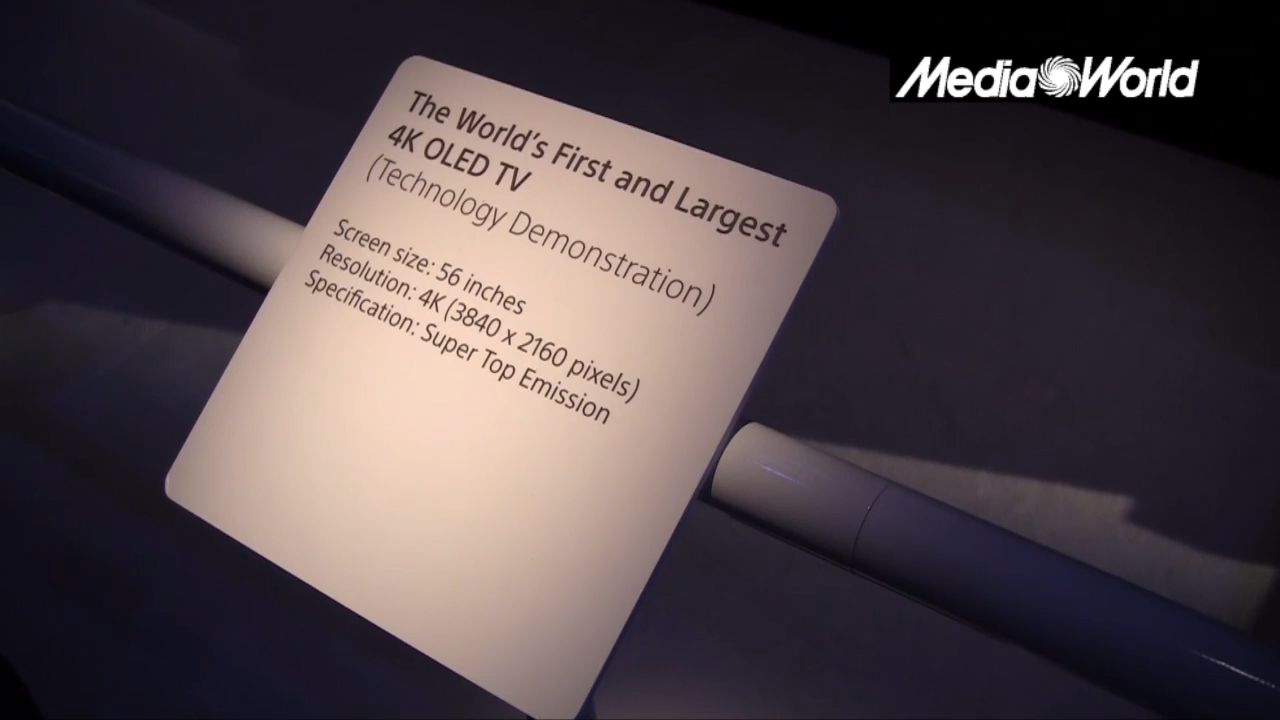 MediaWorld
The World's First and Largest
4K OLED TV
(Technology Demonstration)
Screen size: 56 inches
Resolution: 4K (3840 x 2160 pixels)
Specification: Super Top Emission